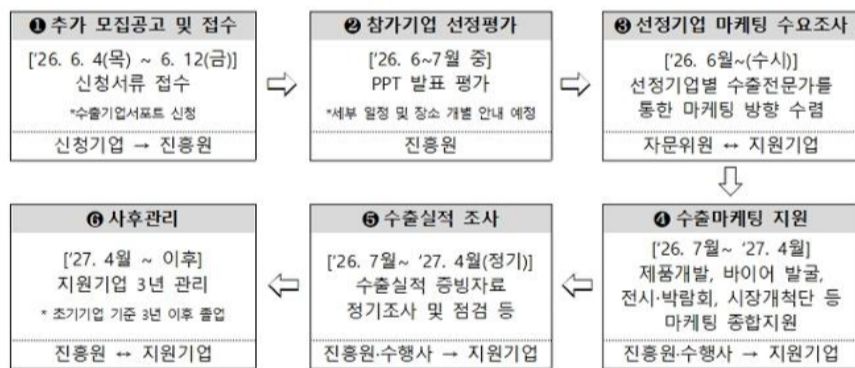 ❶ 추가 모집공고 및 접수
['26. 6. 4(목) ~ 6. 12(금)]
신청서류 접수
*수출기업서포트 신청
신청기업 → 진흥원
❷ 참가기업 선정평가
['26. 6~7월 중]
PPT 발표 평가
*세부 일정 및 장소 개별 안내 예정
진흥원
❸ 선정기업 마케팅 수요조사
['26. 6월~(수시)]
선정기업별 수출전문가를
통한 마케팅 방향 수렴
자문위원 ↔ 지원기업
❹ 수출마케팅 지원
['26. 7월~ '27. 4월]
제품개발, 바이어 발굴,
전시·박람회, 시장개척단 등
마케팅 종합지원
진흥원·수행사 → 지원기업
❺ 수출실적 조사
['26. 7월~ '27. 4월(정기)]
수출실적 증빙자료
정기조사 및 점검 등
진흥원·수행사 → 지원기업
❻ 사후관리
['27. 4월 ~ 이후]
지원기업 3년 관리
* 초기기업 기준 3년 이후 졸업
진흥원 ↔ 지원기업